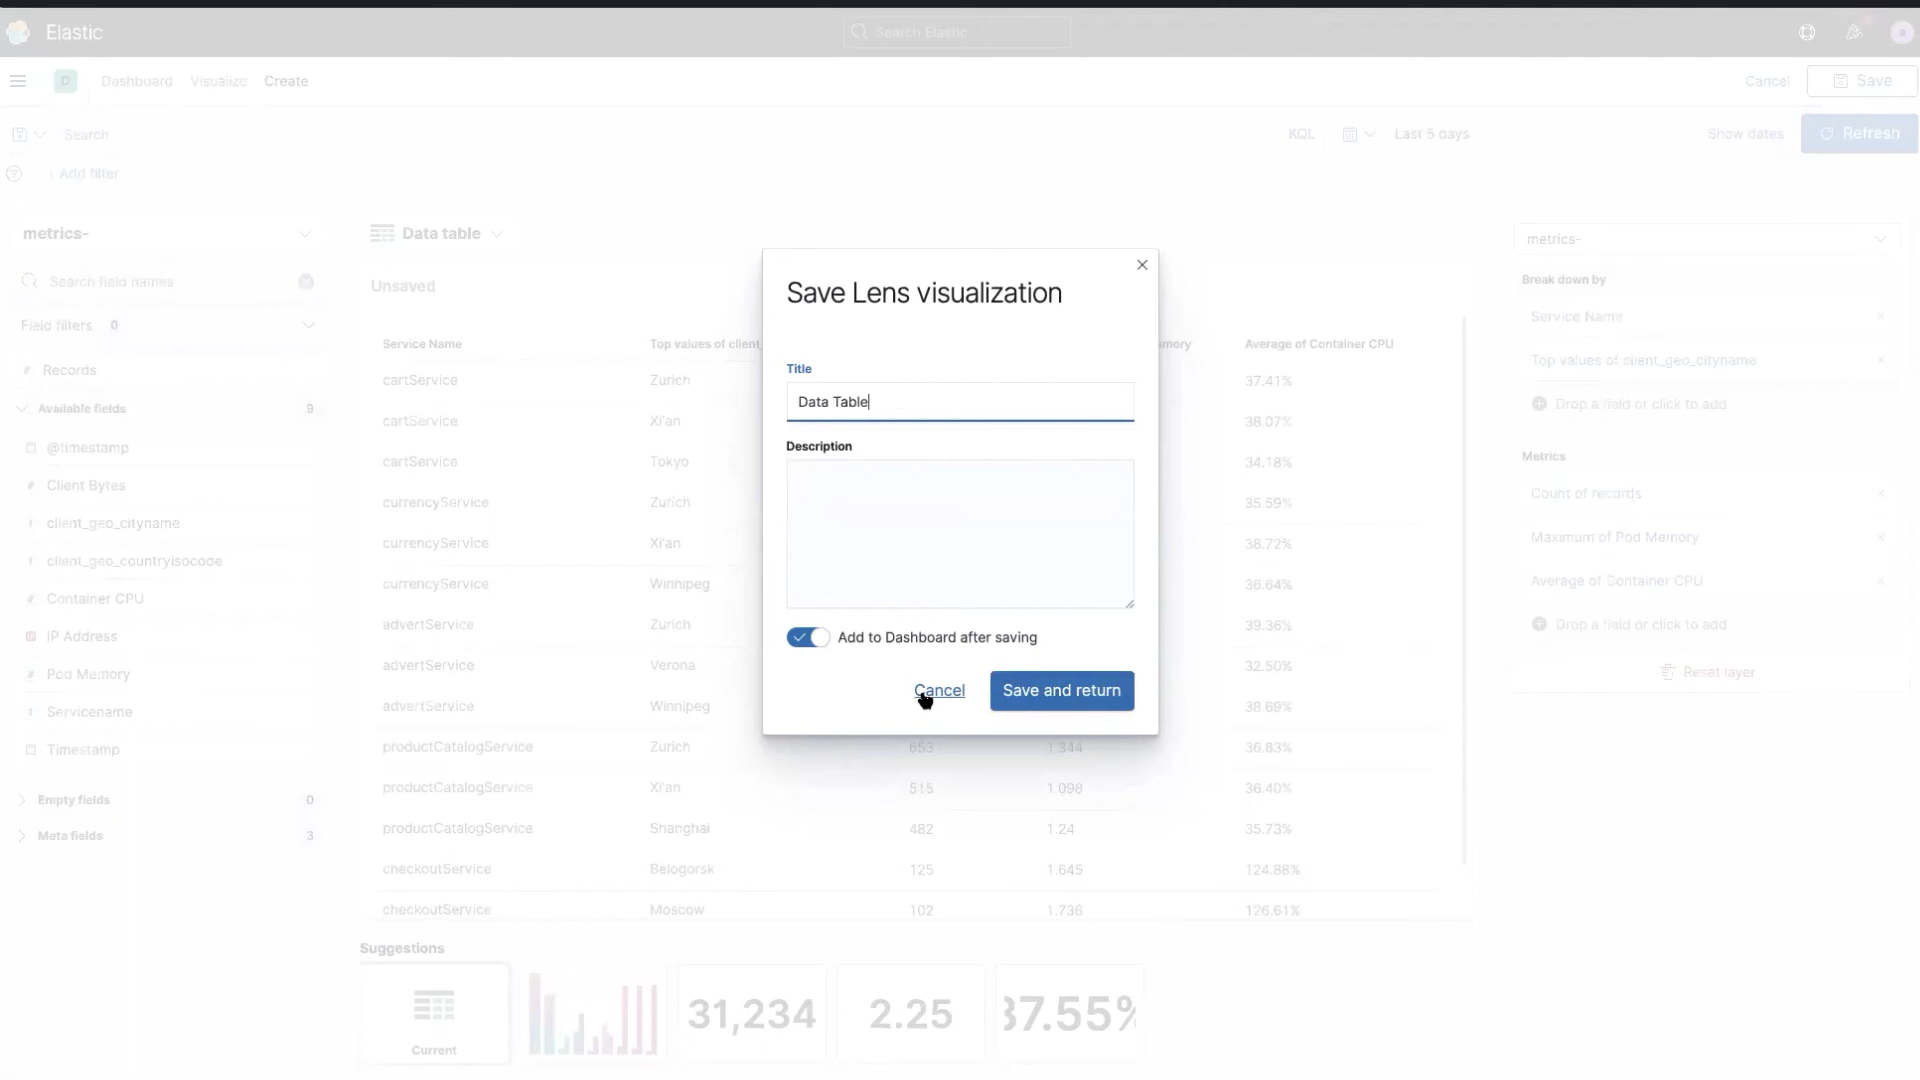 Elastic
Search Elastic
a
D
Dashboard Visualize Create
Cancel
Save
Search
KQL
Last 5 days
Show dates
Refresh
Add filter
metrics-
Search field names
Field filters 0
Records
Available fields 9
@timestamp
Client Bytes
client_geo_cityname
client_geo_countryisocode
Container CPU
IP Address
Pod Memory
Servicename
Timestamp
Empty fields 0
Meta fields 3
Data table
Unsaved
Service Name Top values of client_ emory Average of Container CPU
cartService Zurich 37.41%
cartService Xi'an 38.07%
cartService Tokyo 34.18%
currencyService Zurich 35.59%
currencyService Xi'an 38.72%
currencyService Winnipeg 36.64%
advertService Zurich 39.36%
advertService Verona 32.50%
advertService Winnipeg 38.69%
productCatalogService Zurich 653 1.344 36.83%
productCatalogService Xi'an 515 1.098 36.40%
productCatalogService Shanghai 482 1.24 35.73%
checkoutService Belogorsk 125 1.645 124.88%
checkoutService Moscow 102 1.736 126.61%
Save Lens visualization
Title
Data Table
Description
Add to Dashboard after saving
Cancel
Save and return
metrics-
Break down by
Service Name
Top values of client_geo_cityname
Drop a field or click to add
Metrics
Count of records
Maximum of Pod Memory
Average of Container CPU
Drop a field or click to add
Reset layer
Suggestions
Current
31,234
2.25
37.55%